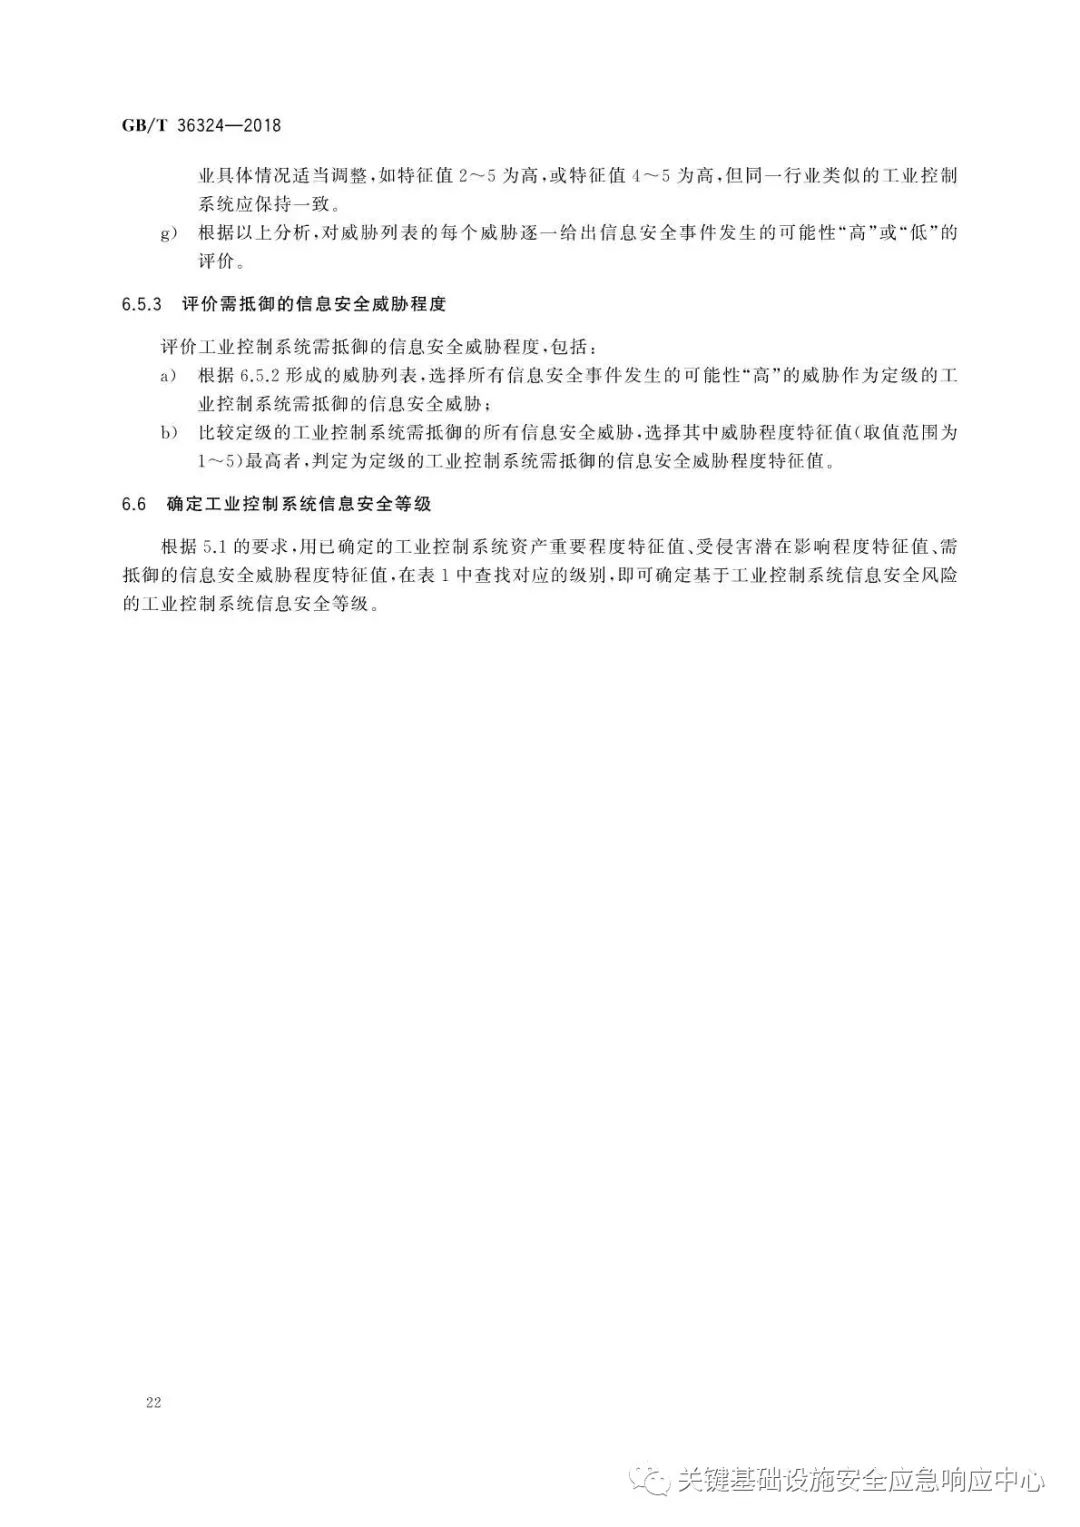 GB/T 36324—2018
业具体情况适当调整,如特征值2～5为高,或特征值4～5为高,但同一行业类似的工业控制
系统应保持一致。
g) 根据以上分析,对威胁列表的每个威胁逐一给出信息安全事件发生的可能性“高”或“低”的
评价。
6.5.3 评价需抵御的信息安全威胁程度
评价工业控制系统需抵御的信息安全威胁程度,包括:
a) 根据6.5.2形成的威胁列表,选择所有信息安全事件发生的可能性“高”的威胁作为定级的工
业控制系统需抵御的信息安全威胁;
b) 比较定级的工业控制系统需抵御的所有信息安全威胁,选择其中威胁程度特征值(取值范围为
1～5)最高者,判定为定级的工业控制系统需抵御的信息安全威胁程度特征值。
6.6 确定工业控制系统信息安全等级
根据5.1的要求,用已确定的工业控制系统资产重要程度特征值、受侵害潜在影响程度特征值、需
抵御的信息安全威胁程度特征值,在表1中查找对应的级别,即可确定基于工业控制系统信息安全风险
的工业控制系统信息安全等级。
22
关键基础设施安全应急响应中心